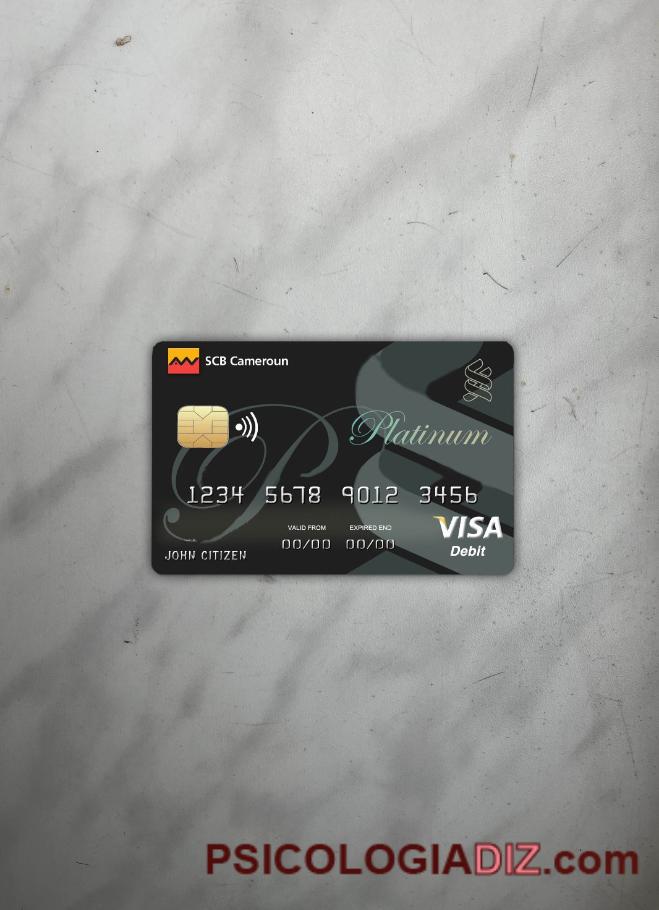 SCB Cameroun
Platinum
1234 5678 9012 3456
VALID FROM EXPIRED END
00/00 00/00
JOHN CITIZEN
VISA
Debit
PSICOLOGIADIZ.com